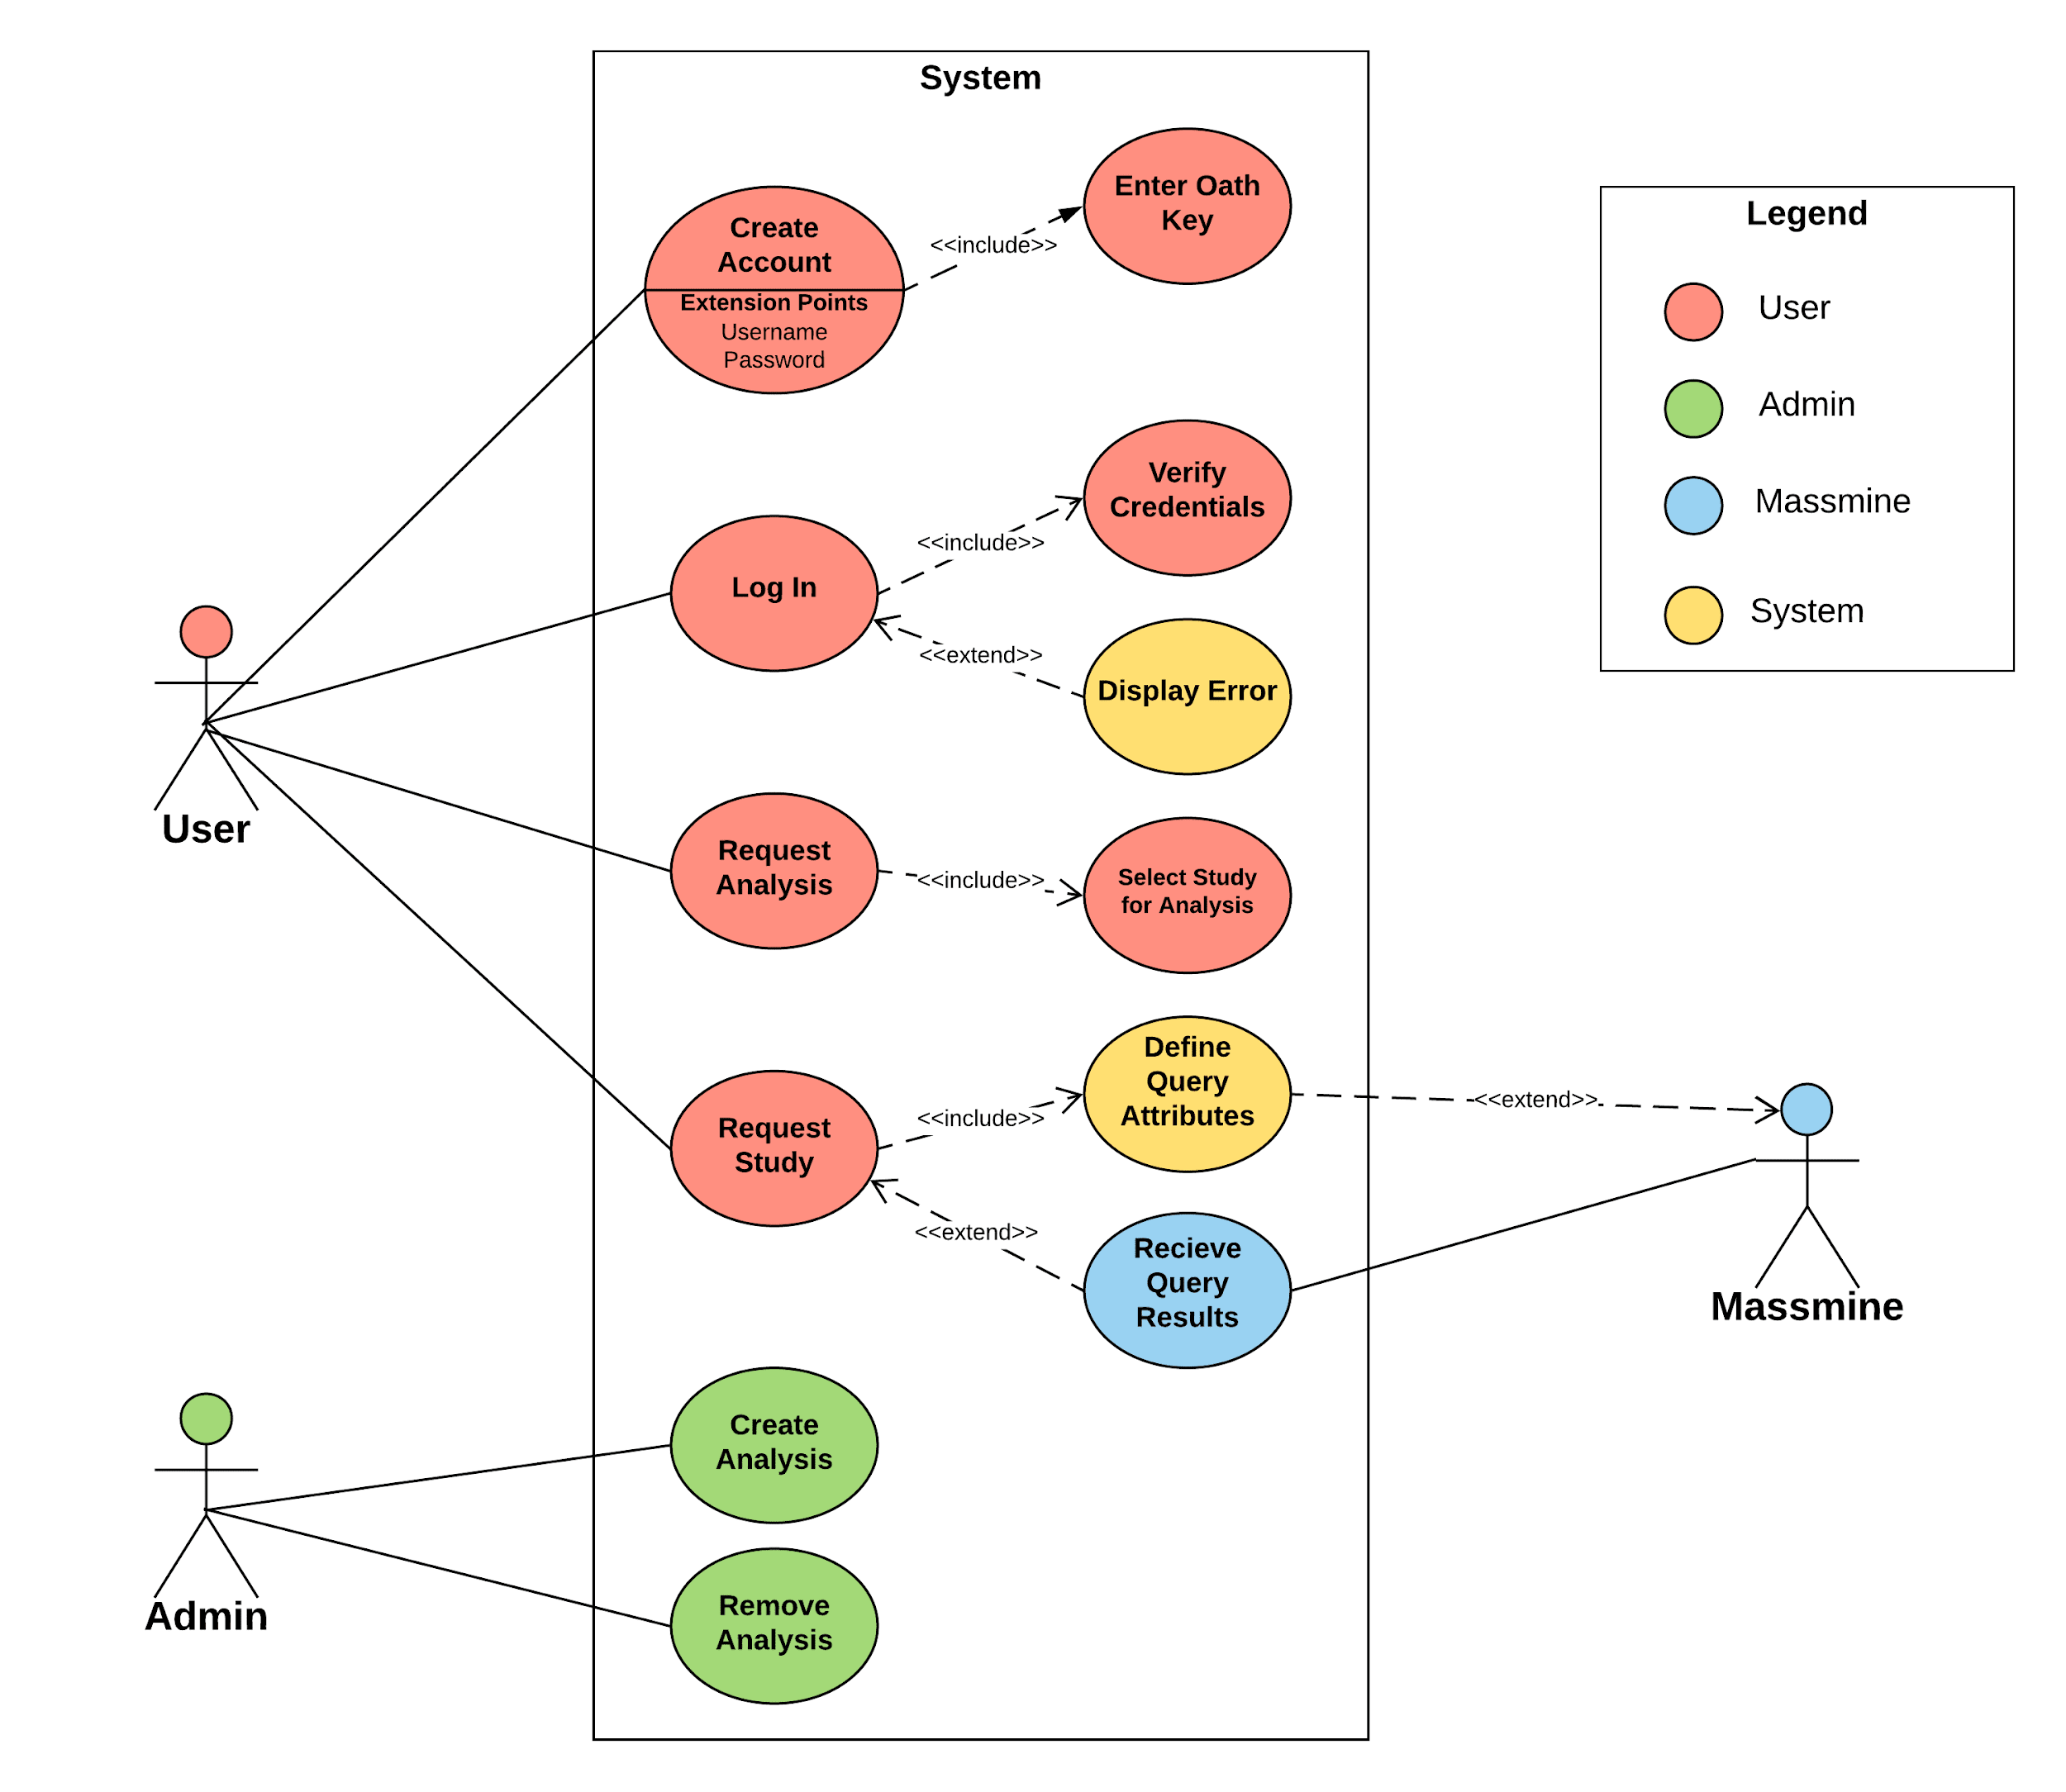 System
Enter Oath
Key
Create
Account
<<include>>
Extension Points
Username
Password
Legend
User
Admin
Massmine
System
Verify
Credentials
<<include>>
Log In
<<extend>>
Display Error
User
Request
Analysis
<<include>>
Select Study
for Analysis
Define
Query
Attributes
<<extend>>
<<include>>
Request
Study
<<extend>>
Recieve
Query
Results
Massmine
Create
Analysis
Admin
Remove
Analysis